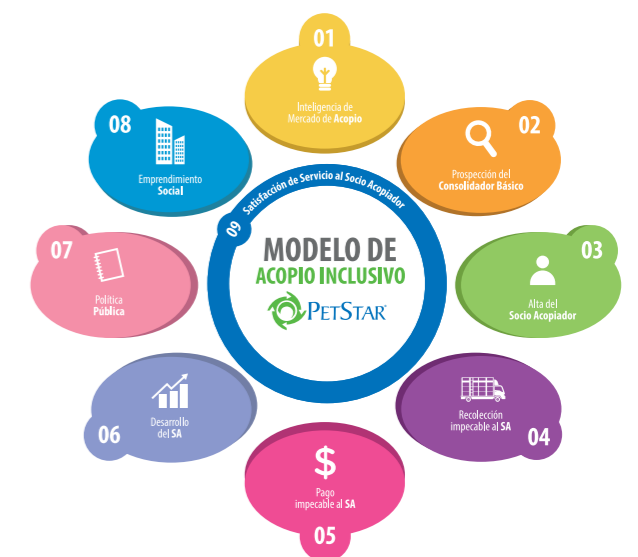 01
Inteligencia de
Mercado de Acopio
02
Prospección del
Consolidador Básico
03
Alta del
Socio Acopiador
Recolección
impecable al SA
04
Pago
impecable al SA
05
Desarrollo
del SA
06
07
Política
Pública
08
Emprendimiento
Social
09 Satisfacción de Servicio al Socio Acopiador
MODELO DE
ACOPIO INCLUSIVO
PETSTAR®
$